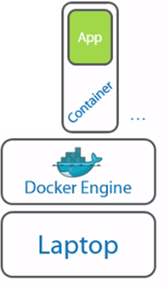 App
Container
...
Docker Engine
Laptop